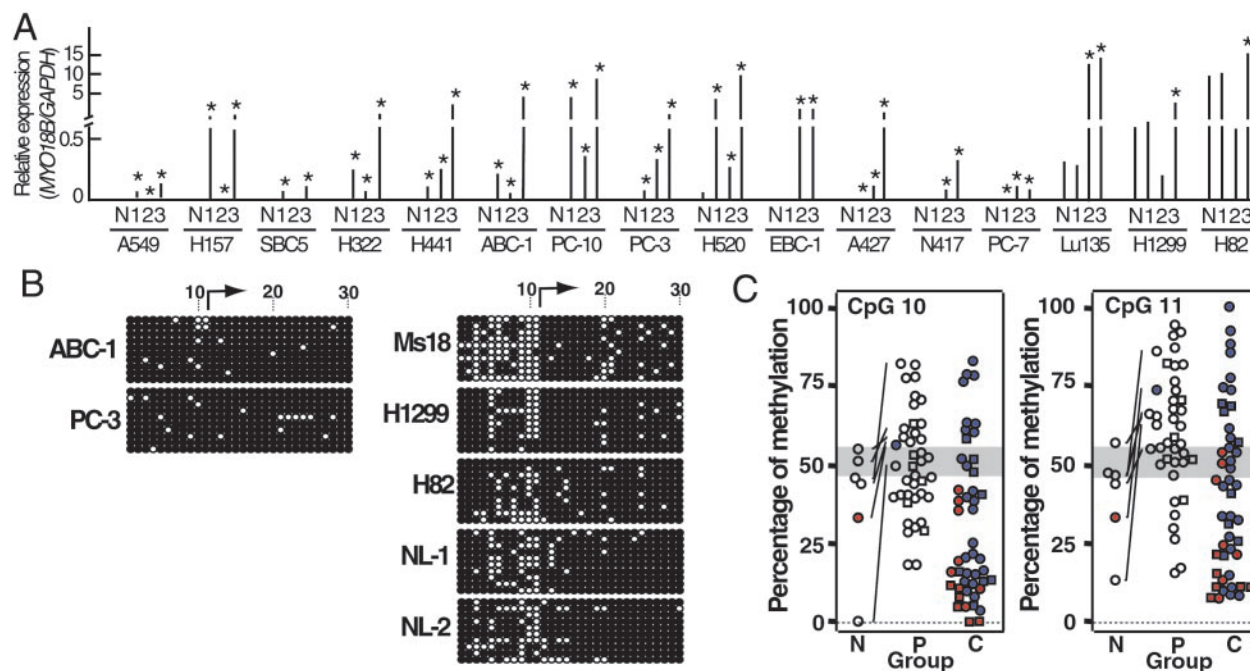 A
Relative expression
(MYO18B/GAPDH)
15
10
5
0.5
0
N123 N123 N123 N123 N123 N123 N123 N123 N123 N123 N123 N123 N123 N123 N123 N123
A549 H157 SBC5 H322 H441 ABC-1 PC-10 PC-3 H520 EBC-1 A427 N417 PC-7 Lu135 H1299 H82
B
10 20 30
ABC-1
PC-3
10 20 30
Ms18
H1299
H82
NL-1
NL-2
C
Percentage of methylation
100
75
50
25
0
CpG 10
N P C
Group
Percentage of methylation
100
75
50
25
0
CpG 11
N P C
Group